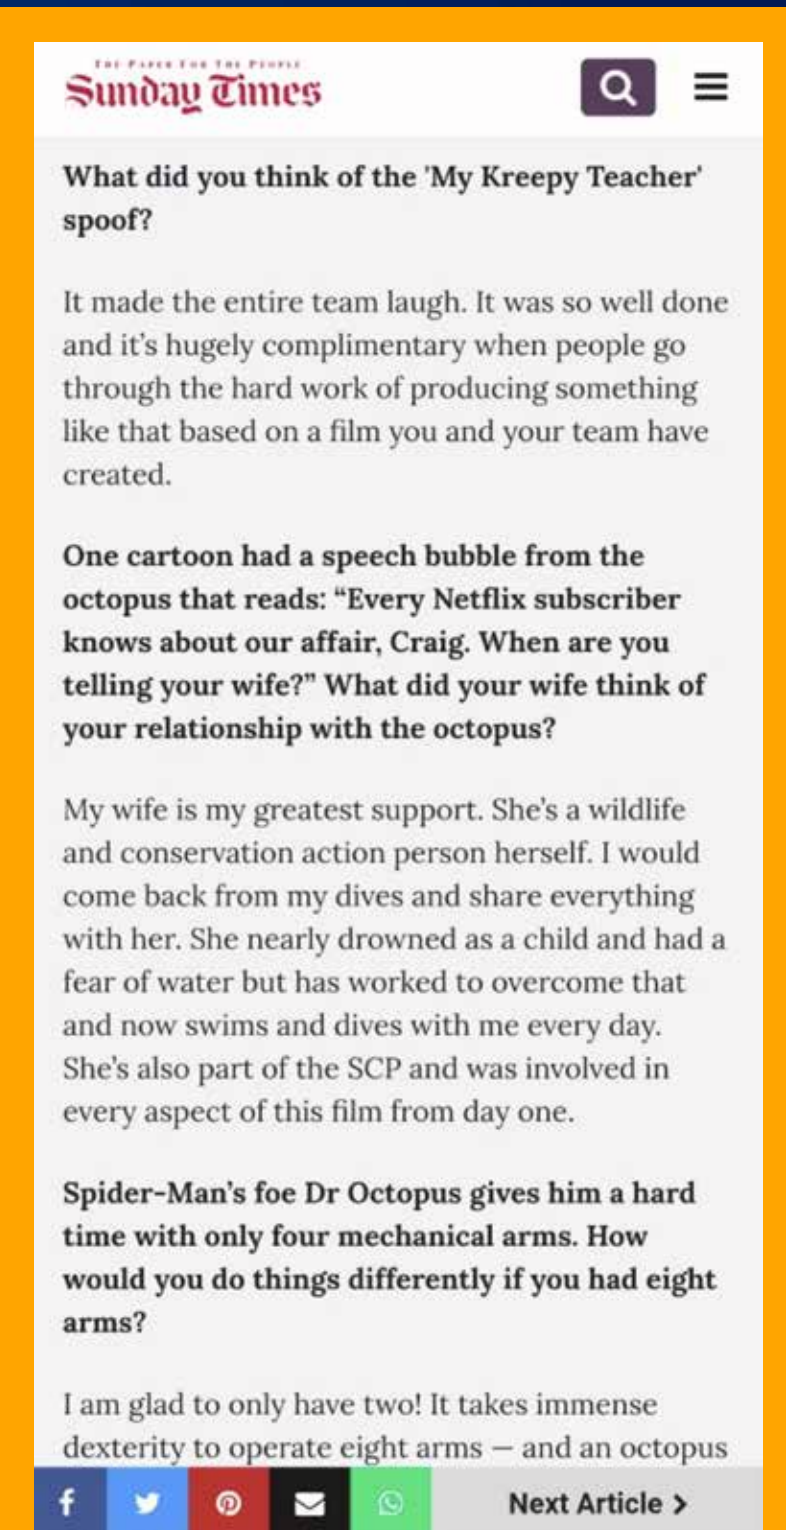 THE PAPER FOR THE PEOPLE
Sunday Times
What did you think of the 'My Kreepy Teacher'
spoof?
It made the entire team laugh. It was so well done
and it’s hugely complimentary when people go
through the hard work of producing something
like that based on a film you and your team have
created.
One cartoon had a speech bubble from the
octopus that reads: “Every Netflix subscriber
knows about our affair, Craig. When are you
telling your wife?” What did your wife think of
your relationship with the octopus?
My wife is my greatest support. She’s a wildlife
and conservation action person herself. I would
come back from my dives and share everything
with her. She nearly drowned as a child and had a
fear of water but has worked to overcome that
and now swims and dives with me every day.
She’s also part of the SCP and was involved in
every aspect of this film from day one.
Spider-Man’s foe Dr Octopus gives him a hard
time with only four mechanical arms. How
would you do things differently if you had eight
arms?
I am glad to only have two! It takes immense
dexterity to operate eight arms — and an octopus
Next Article >